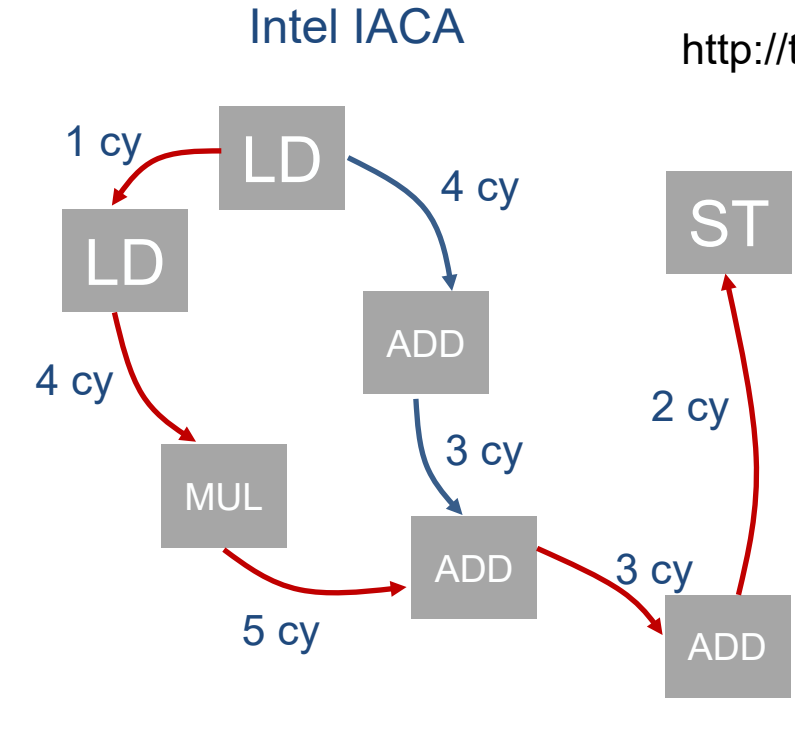 Intel IACA
http://t
1 cy
LD
4 cy
ST
LD
ADD
4 cy
2 cy
3 cy
MUL
ADD
3 cy
5 cy
ADD